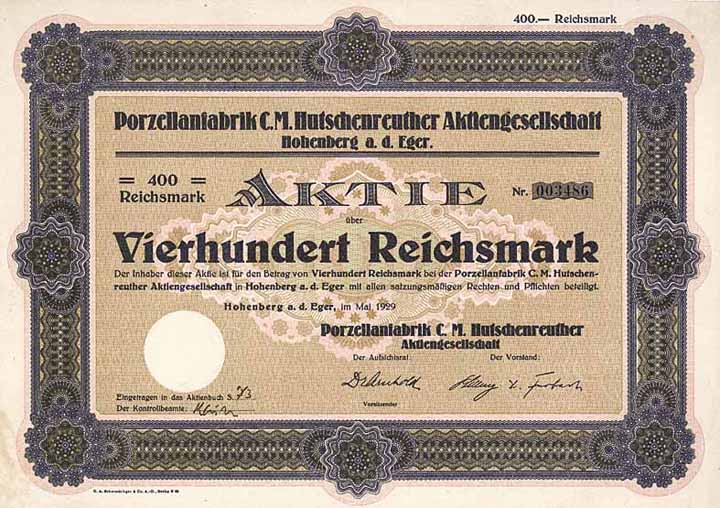 400.— Reichsmark
Porzellanfabrik C. M. Hutschenreuther Aktiengesellschaft
Hohenberg a. d. Eger.
= 400 =
Reichsmark
AKTIE
Nr. 003486
über
Vierhundert Reichsmark
Der Inhaber dieser Aktie ist für den Betrag von Vierhundert Reichsmark bei der Porzellanfabrik C. M. Hutschen-
reuther Aktiengesellschaft in Hohenberg a. d. Eger mit allen satzungsmäßigen Rechten und Pflichten beteiligt.
Hohenberg a. d. Eger, im Mai 1929
Porzellanfabrik C. M. Hutschenreuther
Aktiengesellschaft
Der Aufsichtsrat: Der Vorstand:
Vorsitzender
Eingetragen in das Aktienbuch S. 73
Der Kontrollbeamte: